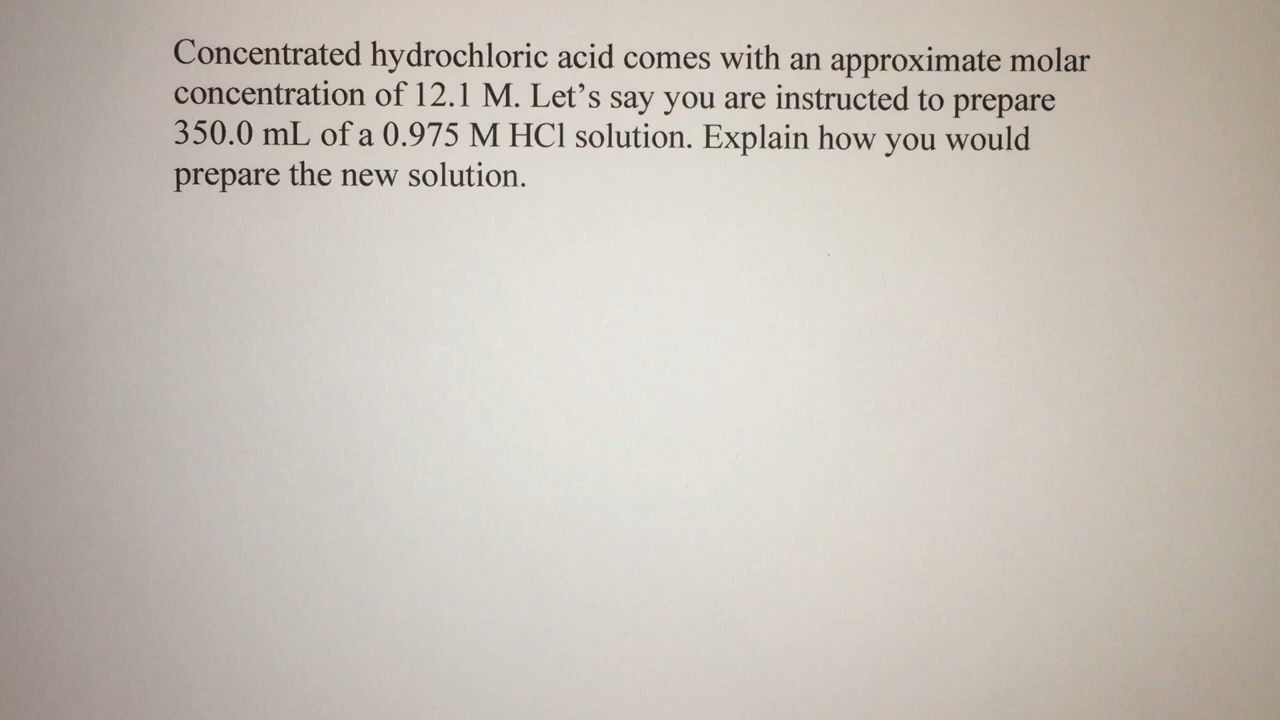 Concentrated hydrochloric acid comes with an approximate molar
concentration of 12.1 M. Let’s say you are instructed to prepare
350.0 mL of a 0.975 M HCl solution. Explain how you would
prepare the new solution.